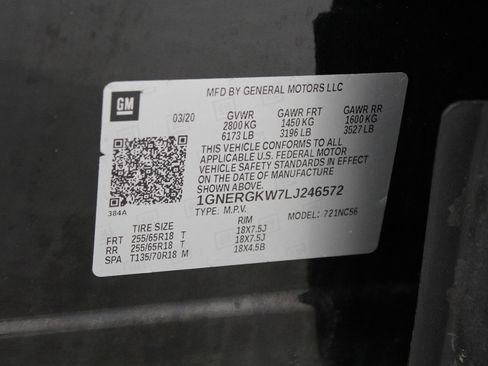 MFD BY GENERAL MOTORS LLC
GM
03/20 GVWR GAWR FRT GAWR RR
2800 KG 1450 KG 1600 KG
6173 LB 3196 LB 3527 LB
THIS VEHICLE CONFORMS TO ALL
APPLICABLE U.S. FEDERAL MOTOR
VEHICLE SAFETY STANDARDS IN EFFECT ON
THE DATE OF MANUFACTURE SHOWN ABOVE.
1GNERGKW7LJ246572
384A
TYPE: M.P.V. MODEL: 721NC56
TIRE SIZE RIM
FRT 255/65R18 T 18X7.5J
RR 255/65R18 T 18X7.5J
SPA T135/70R18 M 18X4.5B